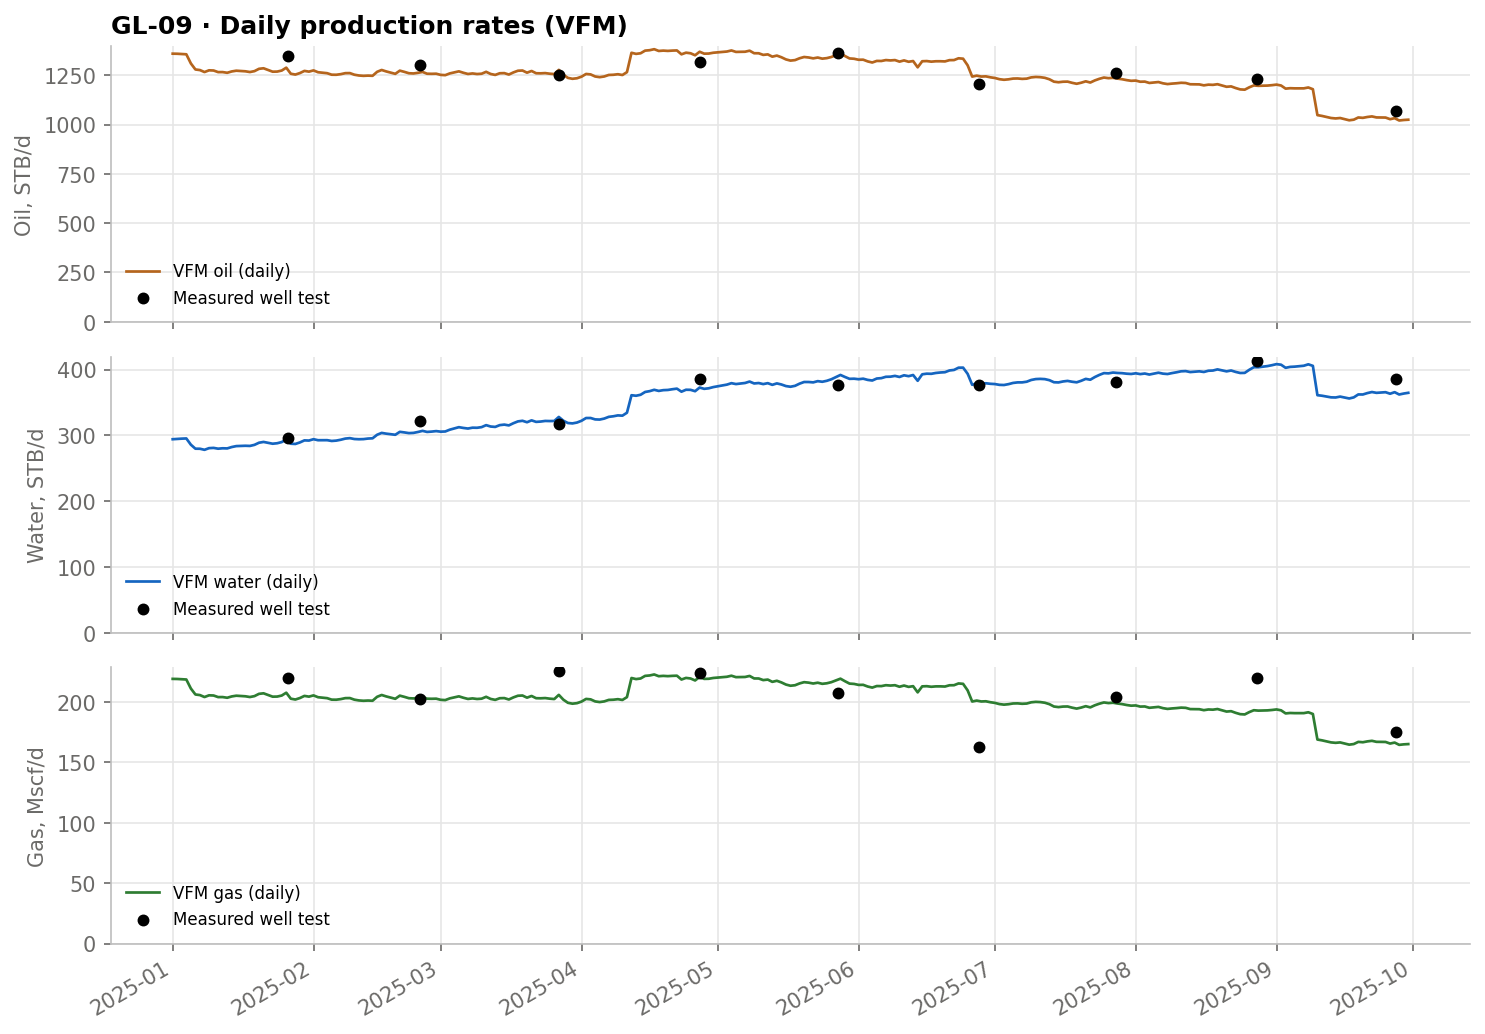 GL-09 · Daily production rates (VFM)
Oil, STB/d
1250
1000
750
500
250
0
VFM oil (daily)
Measured well test
Water, STB/d
400
300
200
100
0
VFM water (daily)
Measured well test
Gas, Mscf/d
200
150
100
50
0
VFM gas (daily)
Measured well test
2025-01
2025-02
2025-03
2025-04
2025-05
2025-06
2025-07
2025-08
2025-09
2025-10